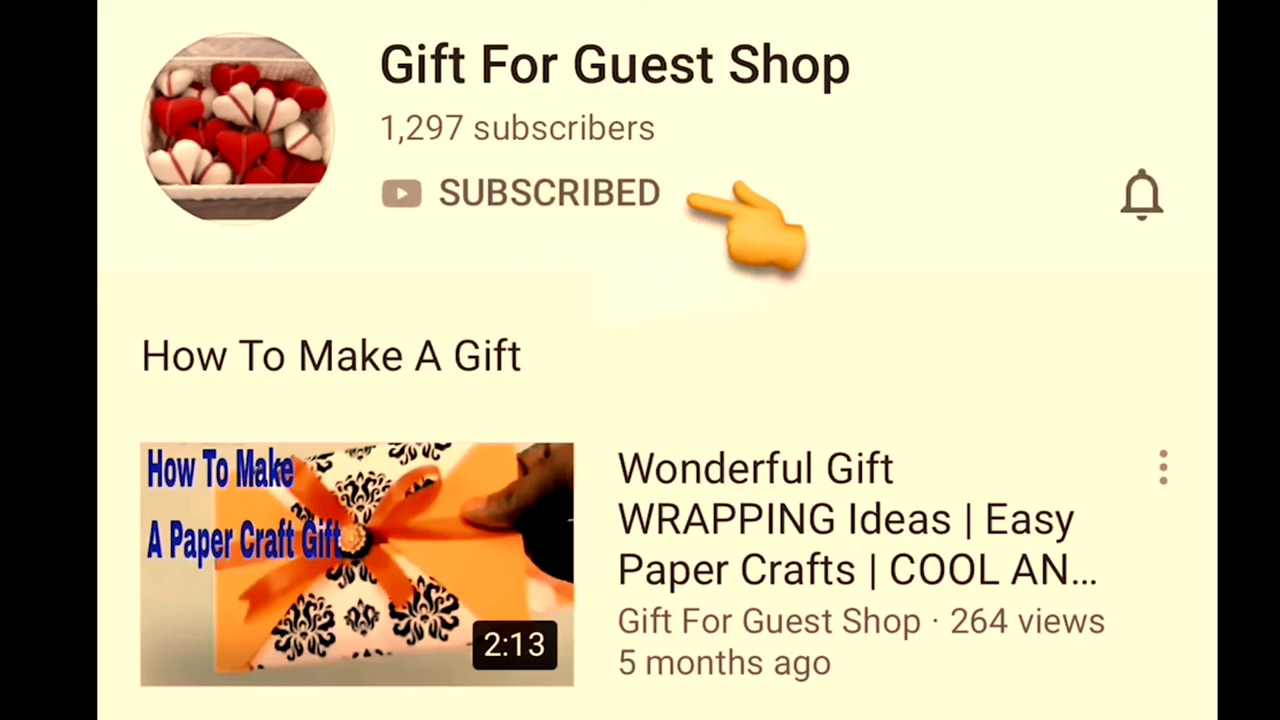 Gift For Guest Shop
1,297 subscribers
SUBSCRIBED
How To Make A Gift
How To Make
A Paper Craft Gift
2:13
Wonderful Gift
WRAPPING Ideas | Easy
Paper Crafts | COOL AN...
Gift For Guest Shop · 264 views
5 months ago